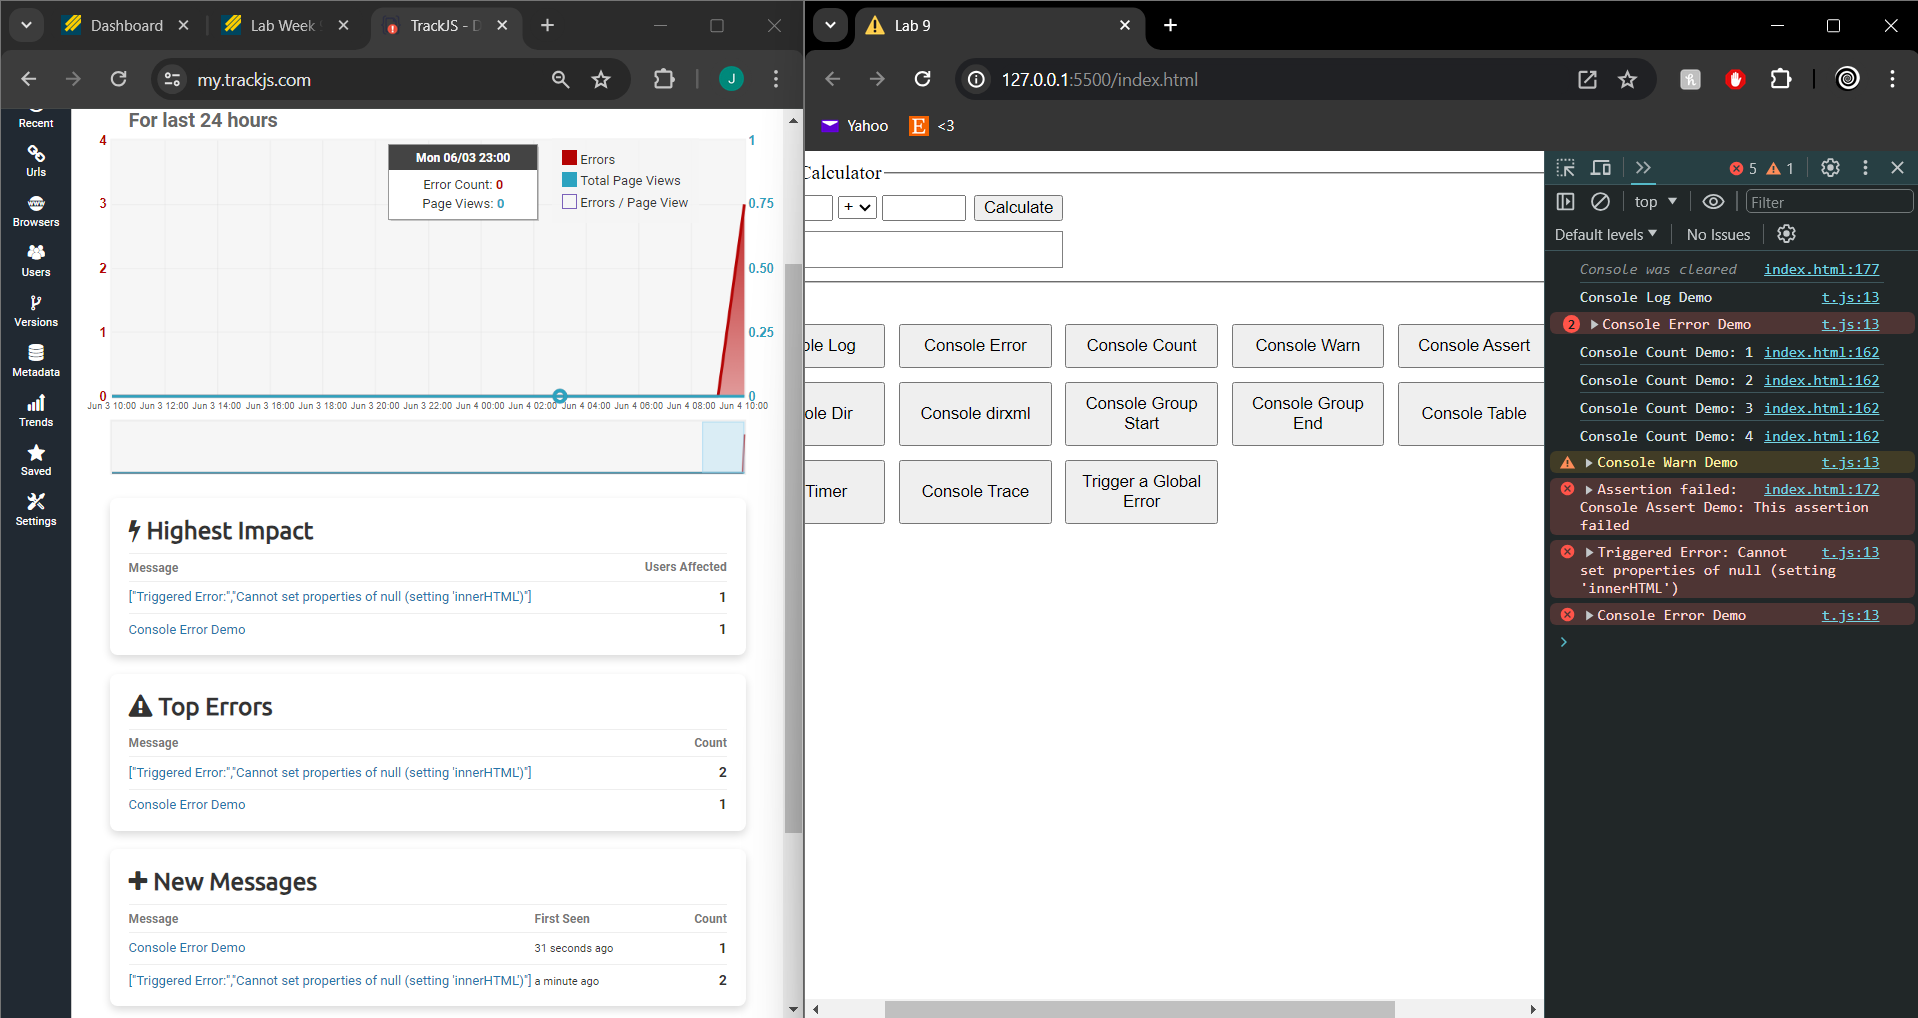 Dashboard
Lab Week
TrackJS - D
my.trackjs.com
J
Recent
Urls
Browsers
Users
Versions
Metadata
Trends
Saved
Settings
For last 24 hours
4
3
2
1
0
1
0.75
0.50
0.25
0
Mon 06/03 23:00
Error Count: 0
Page Views: 0
Errors
Total Page Views
Errors / Page View
Jun 3 10:00 Jun 3 12:00 Jun 3 14:00 Jun 3 16:00 Jun 3 18:00 Jun 3 20:00 Jun 3 22:00 Jun 4 00:00 Jun 4 02:00 Jun 4 04:00 Jun 4 06:00 Jun 4 08:00 Jun 4 10:00
Highest Impact
Message Users Affected
["Triggered Error:","Cannot set properties of null (setting 'innerHTML')"] 1
Console Error Demo 1
Top Errors
Message Count
["Triggered Error:","Cannot set properties of null (setting 'innerHTML')"] 2
Console Error Demo 1
New Messages
Message First Seen Count
Console Error Demo 31 seconds ago 1
["Triggered Error:","Cannot set properties of null (setting 'innerHTML')"] a minute ago 2
Lab 9
127.0.0.1:5500/index.html
Yahoo
E <3
Calculator
+
Calculate
ole Log
Console Error
Console Count
Console Warn
Console Assert
ole Dir
Console dirxml
Console Group
Start
Console Group
End
Console Table
Timer
Console Trace
Trigger a Global
Error
5 1
top
Filter
Default levels
No Issues
Console was cleared index.html:177
Console Log Demo t.js:13
2 Console Error Demo t.js:13
Console Count Demo: 1 index.html:162
Console Count Demo: 2 index.html:162
Console Count Demo: 3 index.html:162
Console Count Demo: 4 index.html:162
Console Warn Demo t.js:13
Assertion failed: index.html:172
Console Assert Demo: This assertion
failed
Triggered Error: Cannot t.js:13
set properties of null (setting
'innerHTML')
Console Error Demo t.js:13